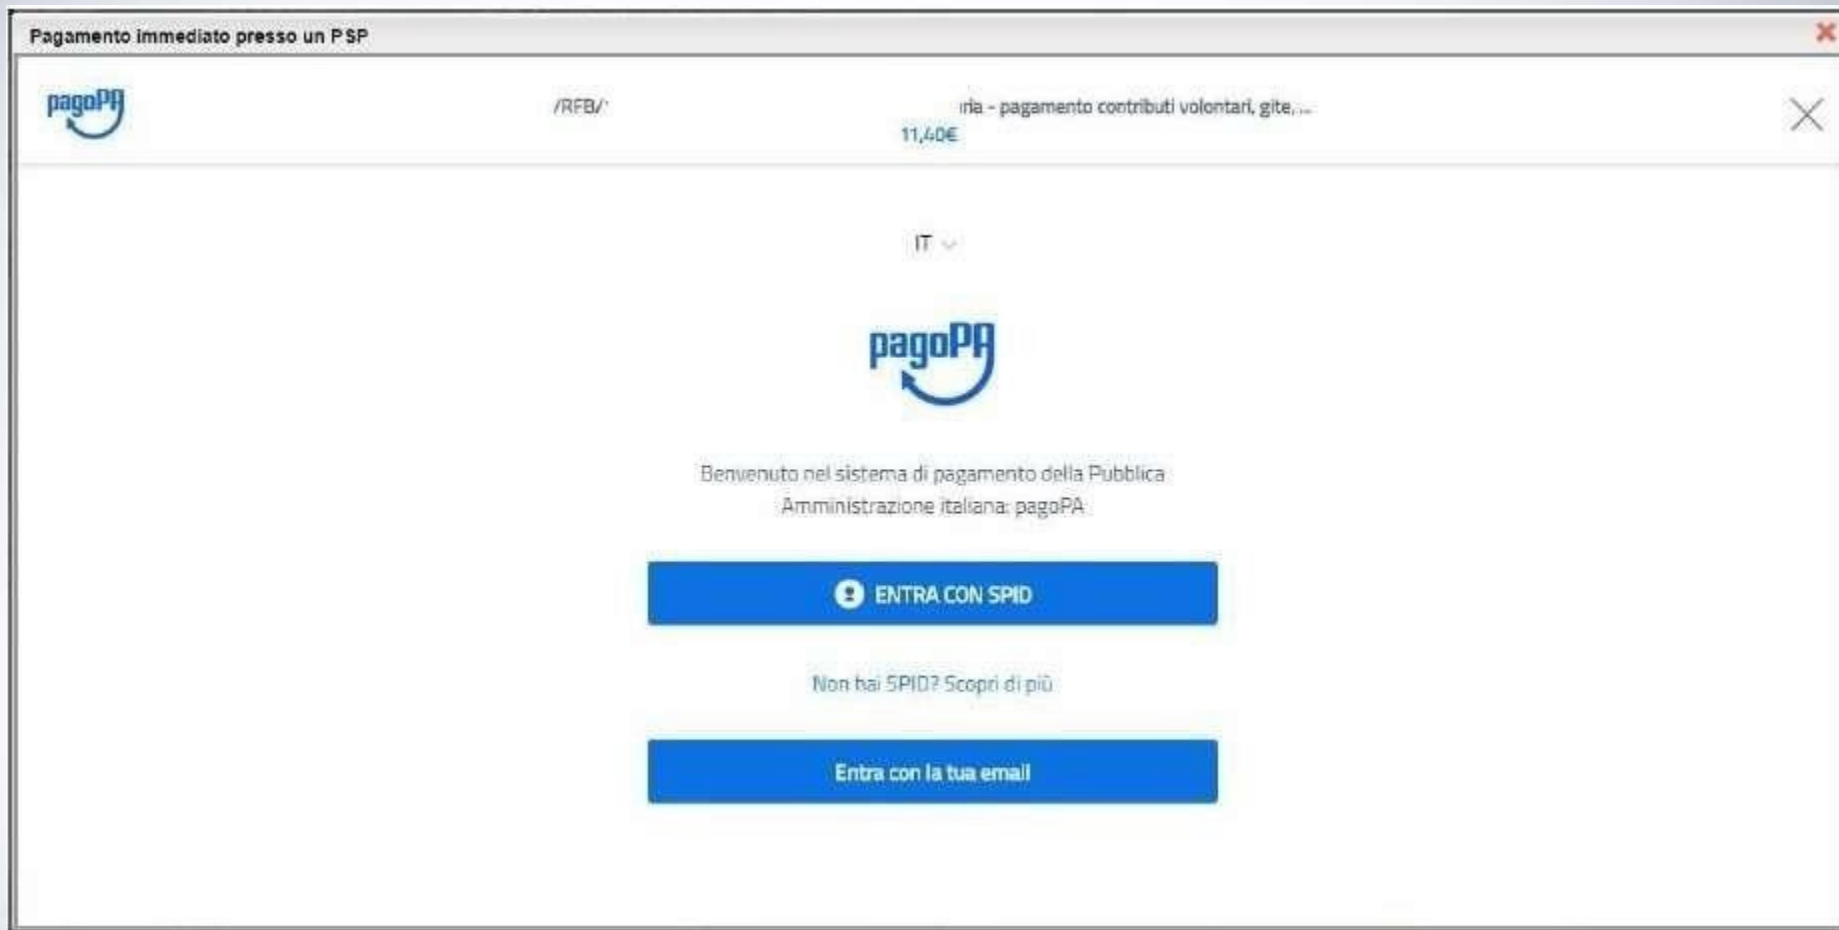 Pagamento immediato presso un PSP
pagoPA
/RFB/
ria - pagamento contributi volontari, gite, ...
11,40€
IT
pagoPA
Benvenuto nel sistema di pagamento della Pubblica
Amministrazione italiana: pagoPA
ENTRA CON SPID
Non hai SPID? Scopri di più
Entra con la tua email